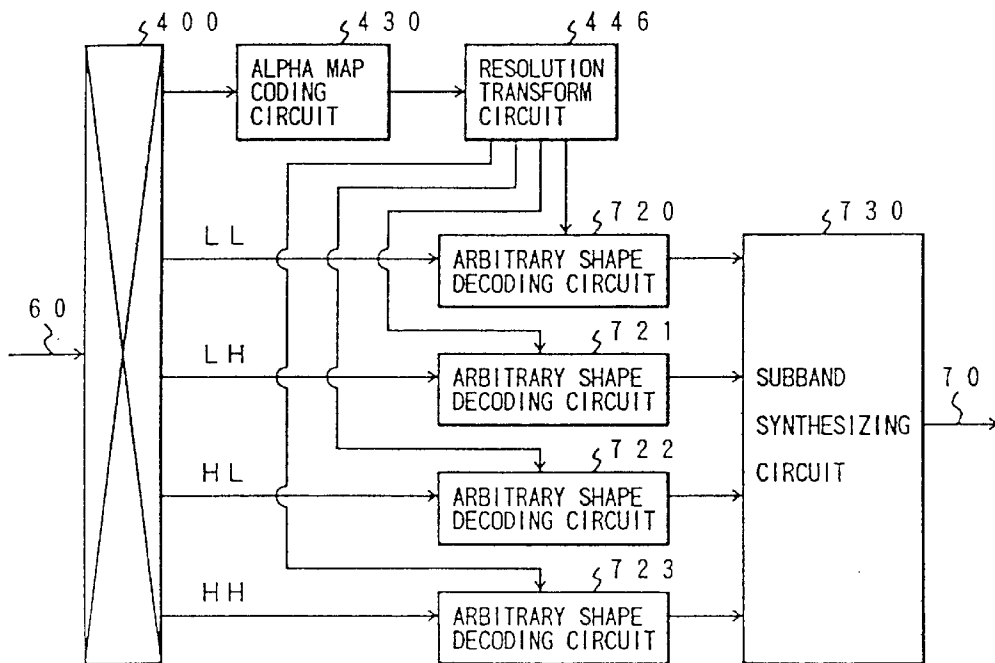 400
430
446
ALPHA MAP
CODING
CIRCUIT
RESOLUTION
TRANSFORM
CIRCUIT
720
730
LL
ARBITRARY SHAPE
DECODING CIRCUIT
60
721
LH
ARBITRARY SHAPE
DECODING CIRCUIT
SUBBAND
SYNTHESIZING
CIRCUIT
70
722
HL
ARBITRARY SHAPE
DECODING CIRCUIT
723
HH
ARBITRARY SHAPE
DECODING CIRCUIT